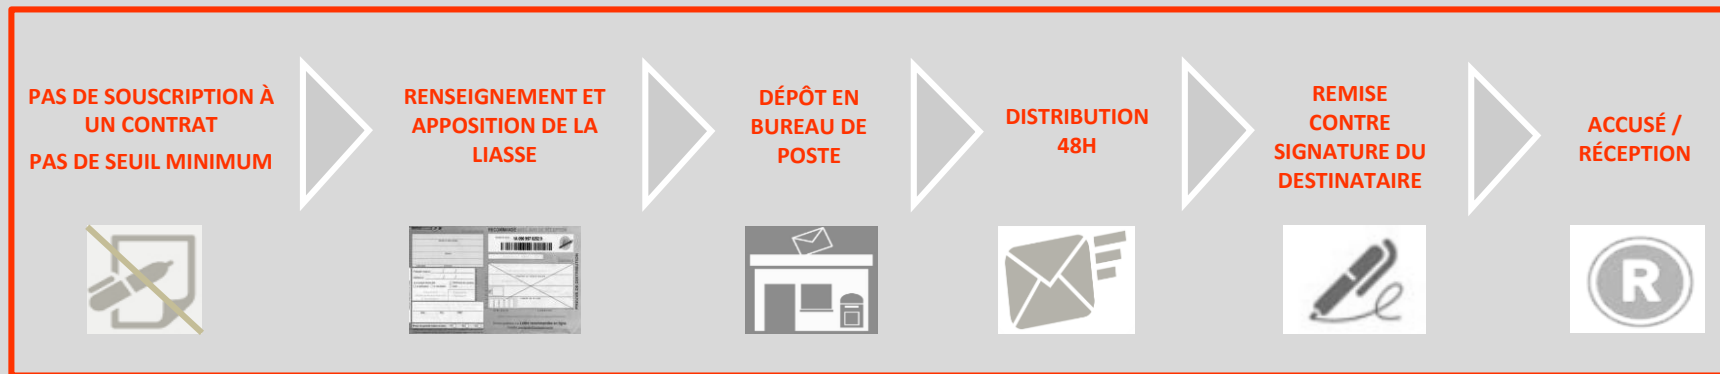 PAS DE SOUSCRIPTION À
UN CONTRAT
PAS DE SEUIL MINIMUM
RENSEIGNEMENT ET
APPOSITION DE LA
LIASSE
DÉPÔT EN
BUREAU DE
POSTE
DISTRIBUTION
48H
REMISE
CONTRE
SIGNATURE DU
DESTINATAIRE
ACCUSÉ /
RÉCEPTION
R